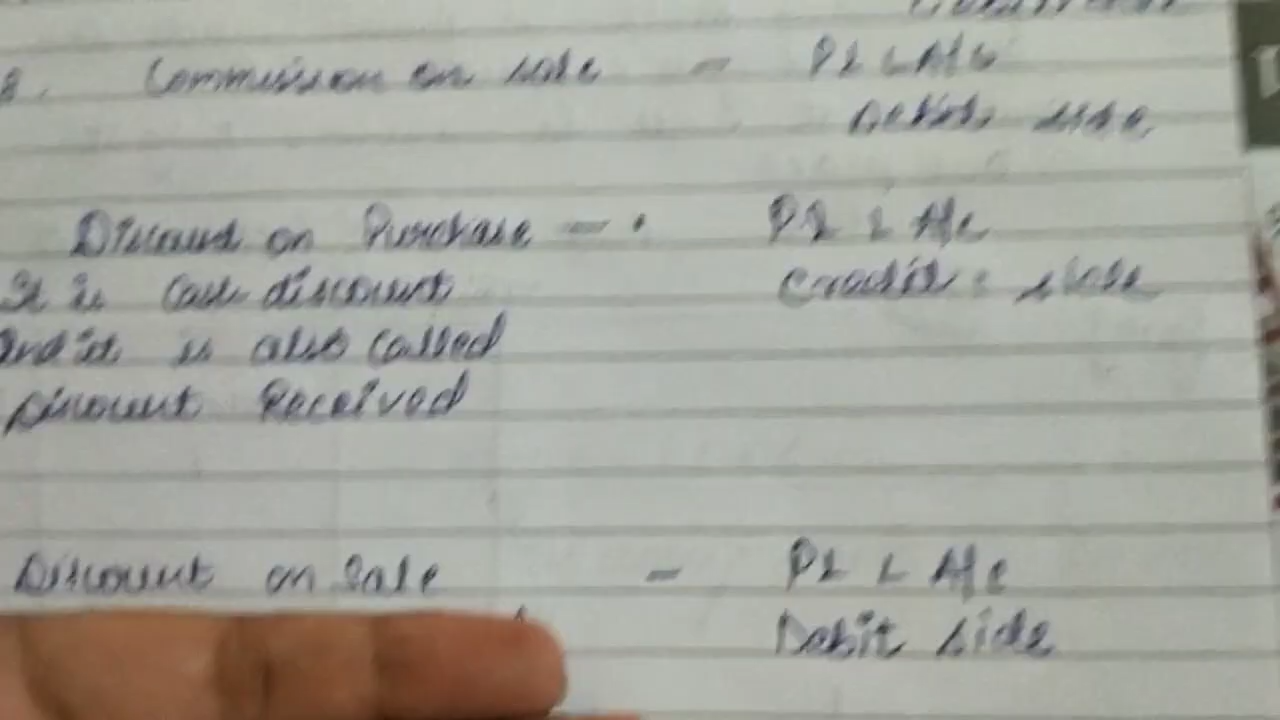 8. Commission on sale - P& L A/c
Debit side,
Discount on Purchase - . P& L A/c
It is Cash discount Credit side
And it is also Called
Discount Received
Discount on Sale - P& L A/c
Debit side